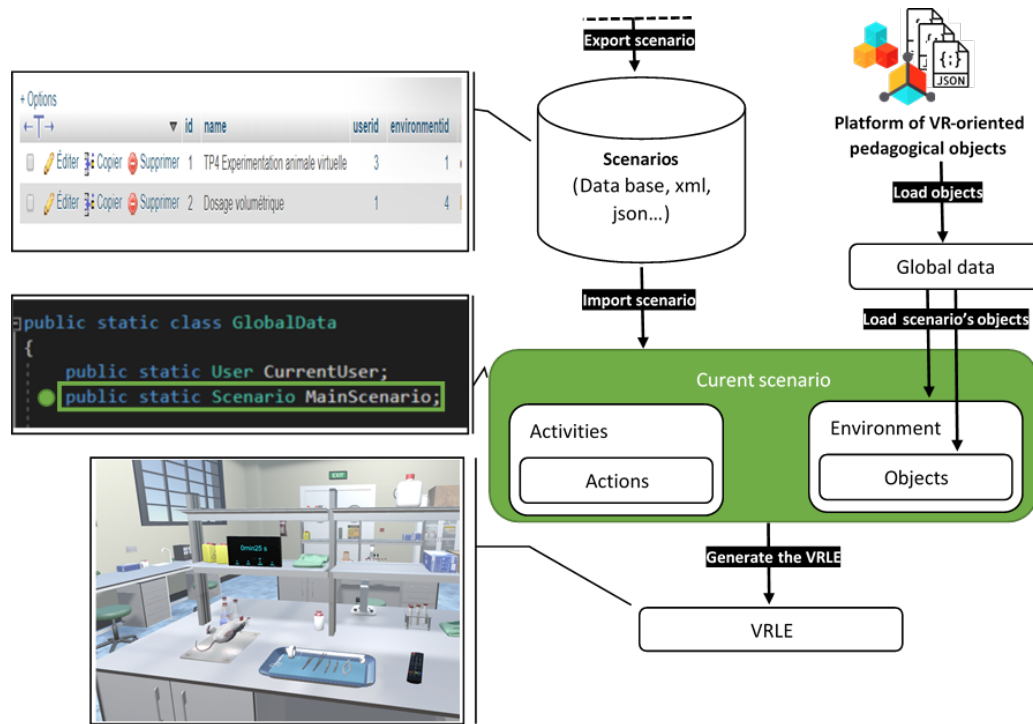 Export scenario
+ Options
←T→ ▼ id name userid environmentid
Éditer Copier Supprimer 1 TP4 Experimentation animale virtuelle 3 1
Éditer Copier Supprimer 2 Dosage volumétrique 1 4
Scenarios
(Data base, xml,
json...)
{;}
JSON
Platform of VR-oriented
pedagogical objects
Load objects
Global data
Import scenario
Load scenario's objects
public static class GlobalData
{
public static User CurrentUser;
public static Scenario MainScenario;
Curent scenario
Activities
Actions
Environment
Objects
EXIT
0min25 s
Generate the VRLE
VRLE